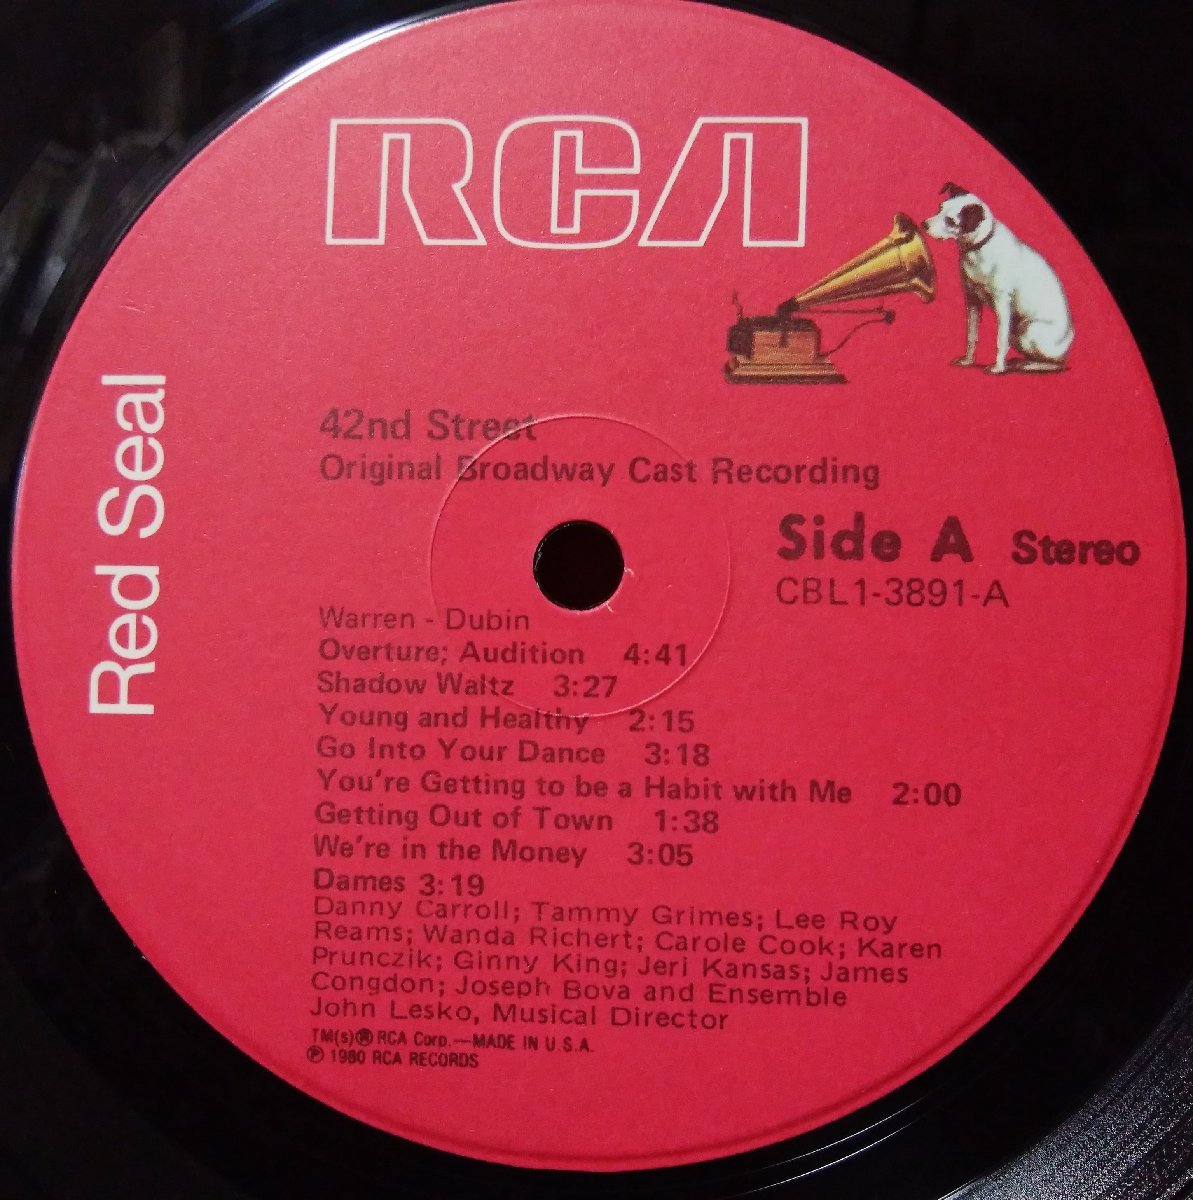 RCA
Red Seal
42nd Street
Original Broadway Cast Recording
Side A Stereo
CBL1-3891-A
Warren - Dubin
Overture; Audition 4:41
Shadow Waltz 3:27
Young and Healthy 2:15
Go Into Your Dance 3:18
You're Getting to be a Habit with Me 2:00
Getting Out of Town 1:38
We're in the Money 3:05
Dames 3:19
Danny Carroll; Tammy Grimes; Lee Roy
Reams; Wanda Richert; Carole Cook; Karen
Prunczik; Ginny King; Jeri Kansas; James
Congdon; Joseph Bova and Ensemble
John Lesko, Musical Director
TM(s)® RCA Corp.—MADE IN U.S.A.
℗ 1980 RCA RECORDS